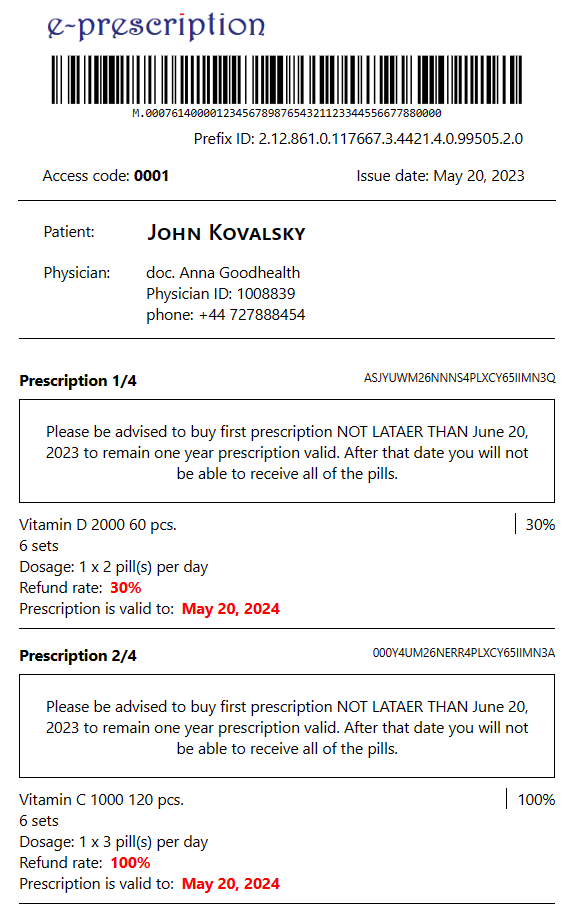 e-prescription
M.00076140000123456789876543211233445566778​80000
Prefix ID: 2.12.861.0.117667.3.4421.4.0.99505.2.0
Access code: 0001 Issue date: May 20, 2023
Patient: John Kovalsky
Physician: doc. Anna Goodhealth
Physician ID: 1008839
phone: +44 727888454
Prescription 1/4 ASJYUWM26NNNS4PLXCY65IIMN3Q
Please be advised to buy first prescription NOT LATAER THAN June 20,
2023 to remain one year prescription valid. After that date you will not
be able to receive all of the pills.
Vitamin D 2000 60 pcs. 30%
6 sets
Dosage: 1 x 2 pill(s) per day
Refund rate: 30%
Prescription is valid to: May 20, 2024
Prescription 2/4 000Y4UM26NERR4PLXCY65IIMN3A
Please be advised to buy first prescription NOT LATAER THAN June 20,
2023 to remain one year prescription valid. After that date you will not
be able to receive all of the pills.
Vitamin C 1000 120 pcs. 100%
6 sets
Dosage: 1 x 3 pill(s) per day
Refund rate: 100%
Prescription is valid to: May 20, 2024